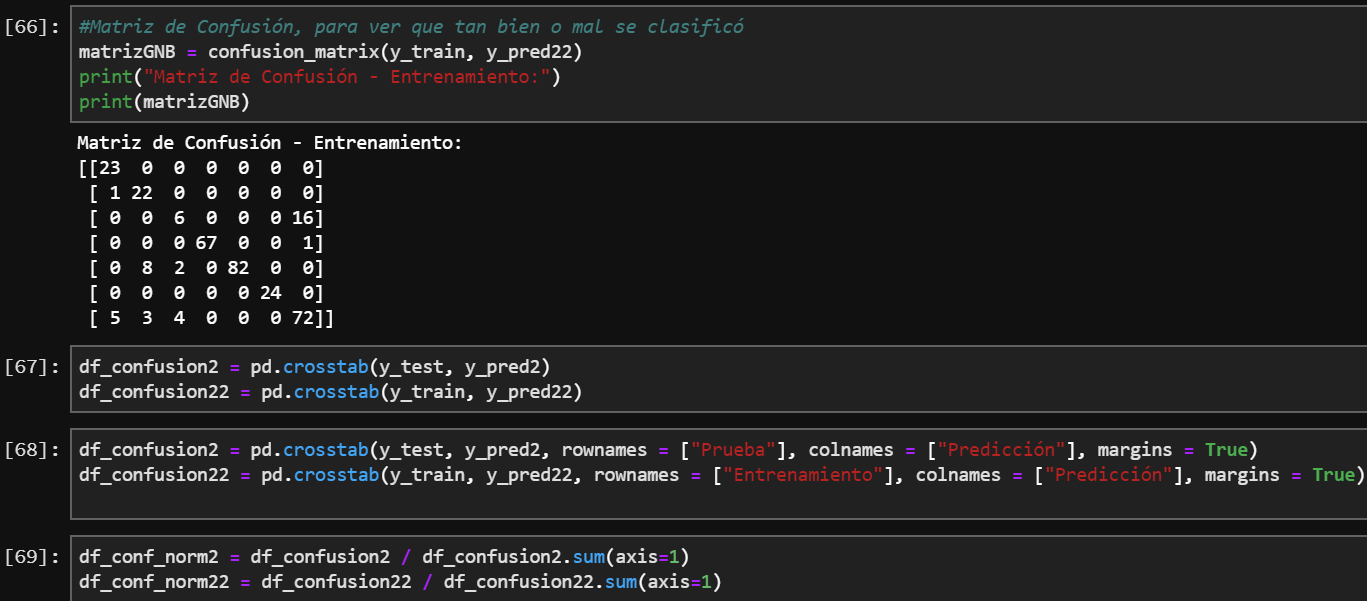 [66]: #Matriz de Confusión, para ver que tan bien o mal se clasificó
matrizGNB = confusion_matrix(y_train, y_pred22)
print("Matriz de Confusión - Entrenamiento:")
print(matrizGNB)
Matriz de Confusión - Entrenamiento:
[[23  0  0  0  0  0  0]
 [ 1 22  0  0  0  0  0]
 [ 0  0  6  0  0  0 16]
 [ 0  0  0 67  0  0  1]
 [ 0  8  2  0 82  0  0]
 [ 0  0  0  0  0 24  0]
 [ 5  3  4  0  0  0 72]]
[67]: df_confusion2 = pd.crosstab(y_test, y_pred2)
df_confusion22 = pd.crosstab(y_train, y_pred22)
[68]: df_confusion2 = pd.crosstab(y_test, y_pred2, rownames = ["Prueba"], colnames = ["Predicción"], margins = True)
df_confusion22 = pd.crosstab(y_train, y_pred22, rownames = ["Entrenamiento"], colnames = ["Predicción"], margins = True)
[69]: df_conf_norm2 = df_confusion2 / df_confusion2.sum(axis=1)
df_conf_norm22 = df_confusion22 / df_confusion22.sum(axis=1)